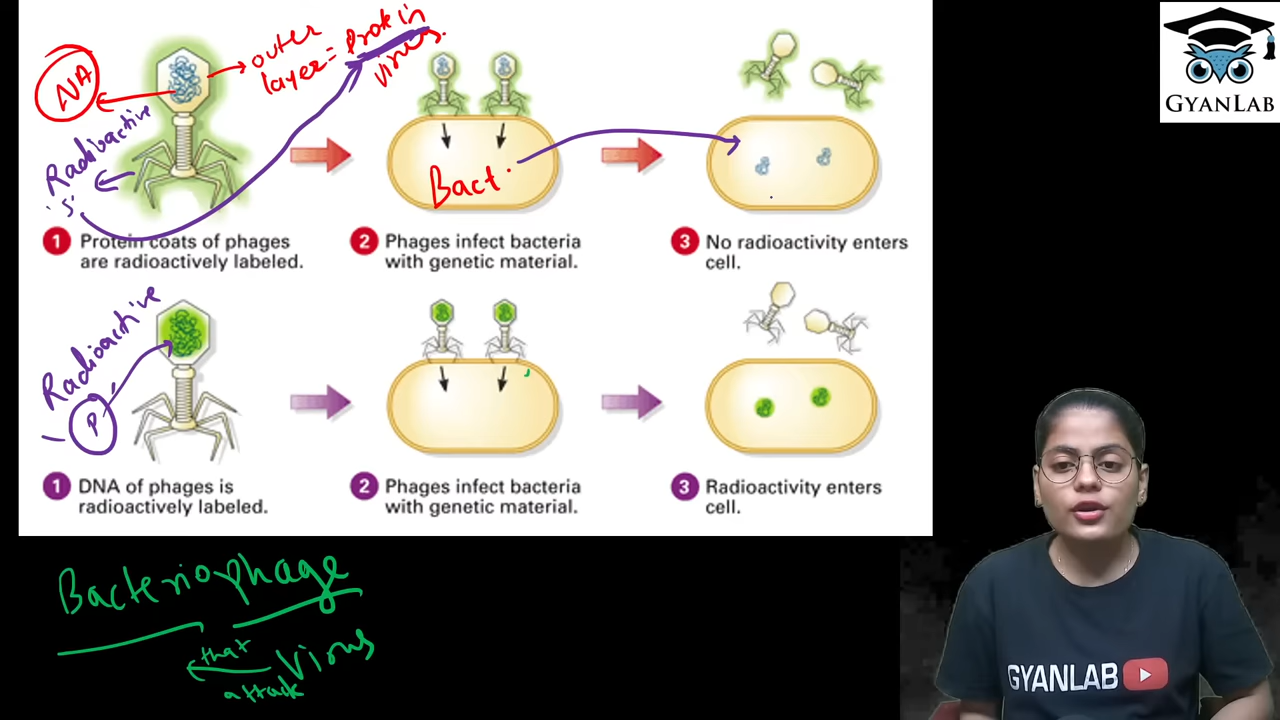 NA
outer
layer = Protein
virus.
Radioactive
'S'
Bact.
1 Protein coats of phages
are radioactively labeled.
2 Phages infect bacteria
with genetic material.
3 No radioactivity enters
cell.
Radioactive
P
1 DNA of phages is
radioactively labeled.
2 Phages infect bacteria
with genetic material.
3 Radioactivity enters
cell.
Bacteriophage
that
Virus
attack
GYANLAB
GYANLAB